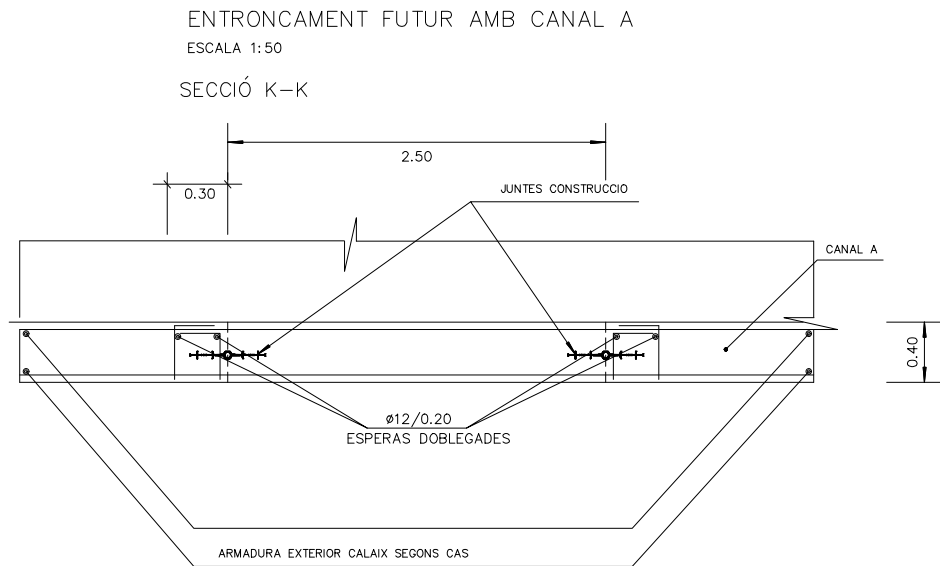 ENTRONCAMENT FUTUR AMB CANAL A
ESCALA 1:50
SECCIÓ K-K
2.50
0.30
JUNTES CONSTRUCCIO
CANAL A
0.40
ø12/0.20
ESPERAS DOBLEGADES
ARMADURA EXTERIOR CALAIX SEGONS CAS